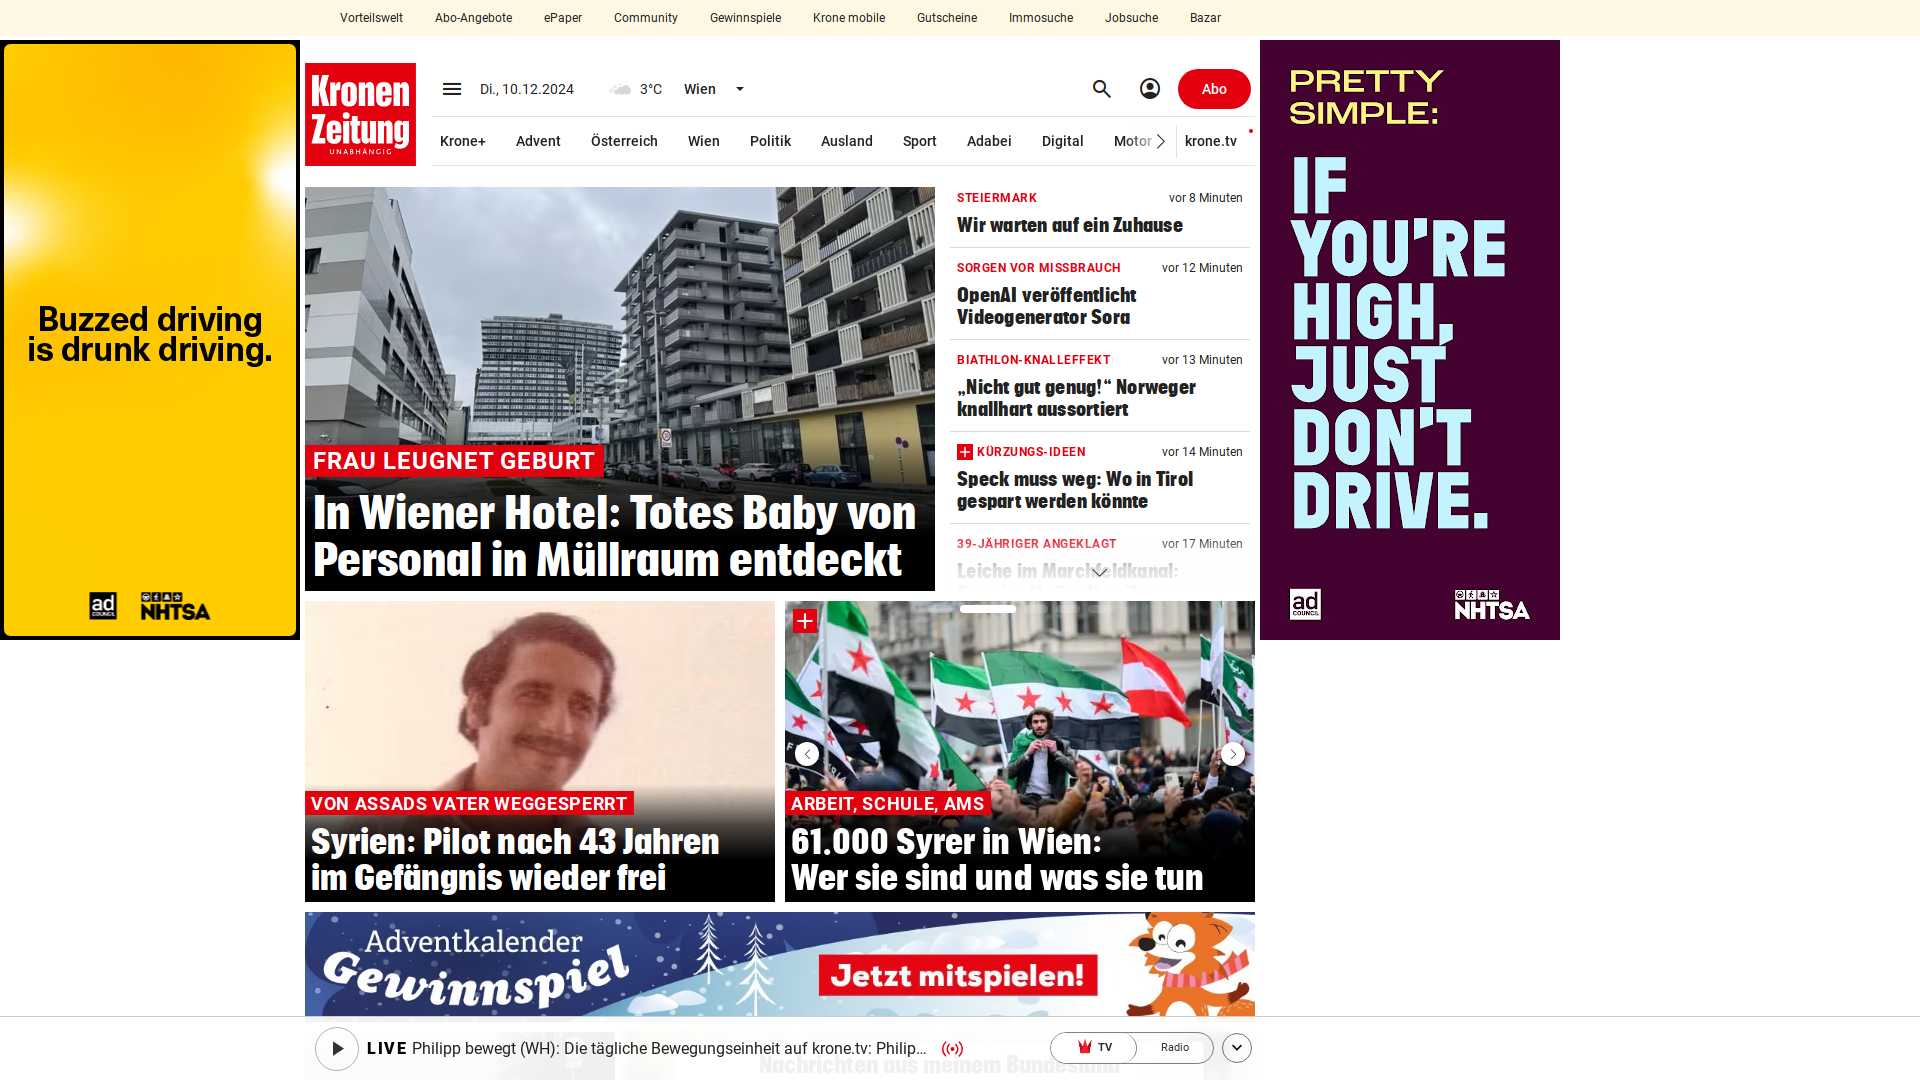 Vorteilswelt Abo-Angebote ePaper Community Gewinnspiele Krone mobile Gutscheine Immosuche Jobsuche Bazar
Buzzed driving
is drunk driving.
ad
COUNCIL
NHTSA
Kronen
Zeitung
UNABHÄNGIG
Di., 10.12.2024 3°C Wien
Abo
Krone+ Advent Österreich Wien Politik Ausland Sport Adabei Digital Motor krone.tv
FRAU LEUGNET GEBURT
In Wiener Hotel: Totes Baby von
Personal in Müllraum entdeckt
STEIERMARK vor 8 Minuten
Wir warten auf ein Zuhause
SORGEN VOR MISSBRAUCH vor 12 Minuten
OpenAI veröffentlicht
Videogenerator Sora
BIATHLON-KNALLEFFEKT vor 13 Minuten
„Nicht gut genug!“ Norweger
knallhart aussortiert
KÜRZUNGS-IDEEN vor 14 Minuten
Speck muss weg: Wo in Tirol
gespart werden könnte
39-JÄHRIGER ANGEKLAGT vor 17 Minuten
Leiche im Marchfeldkanal:
VON ASSADS VATER WEGGESPERRT
Syrien: Pilot nach 43 Jahren
im Gefängnis wieder frei
ARBEIT, SCHULE, AMS
61.000 Syrer in Wien:
Wer sie sind und was sie tun
Adventkalender
Gewinnspiel
Jetzt mitspielen!
LIVE Philipp bewegt (WH): Die tägliche Bewegungseinheit auf krone.tv: Philip...
TV Radio
Nachrichten aus meinem Bundesland
PRETTY
SIMPLE:
IF
YOU'RE
HIGH,
JUST
DON'T
DRIVE.
ad
COUNCIL
NHTSA